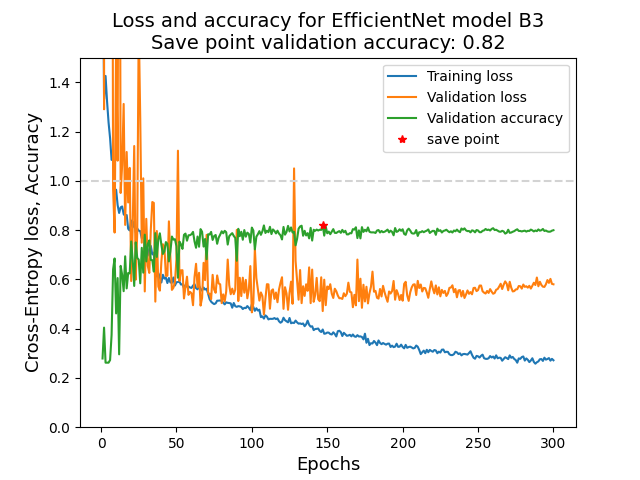 Loss and accuracy for EfficientNet model B3
Save point validation accuracy: 0.82
Training loss
Validation loss
Validation accuracy
save point
Cross-Entropy loss, Accuracy
1.4
1.2
1.0
0.8
0.6
0.4
0.2
0.0
0 50 100 150 200 250 300
Epochs